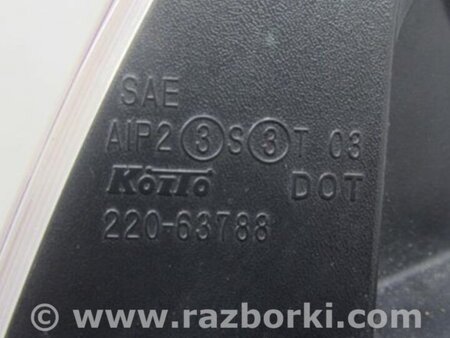 SAE
AIP2 3 S 3 T 03
KOITO DOT
220-63788
© www.razborki.com